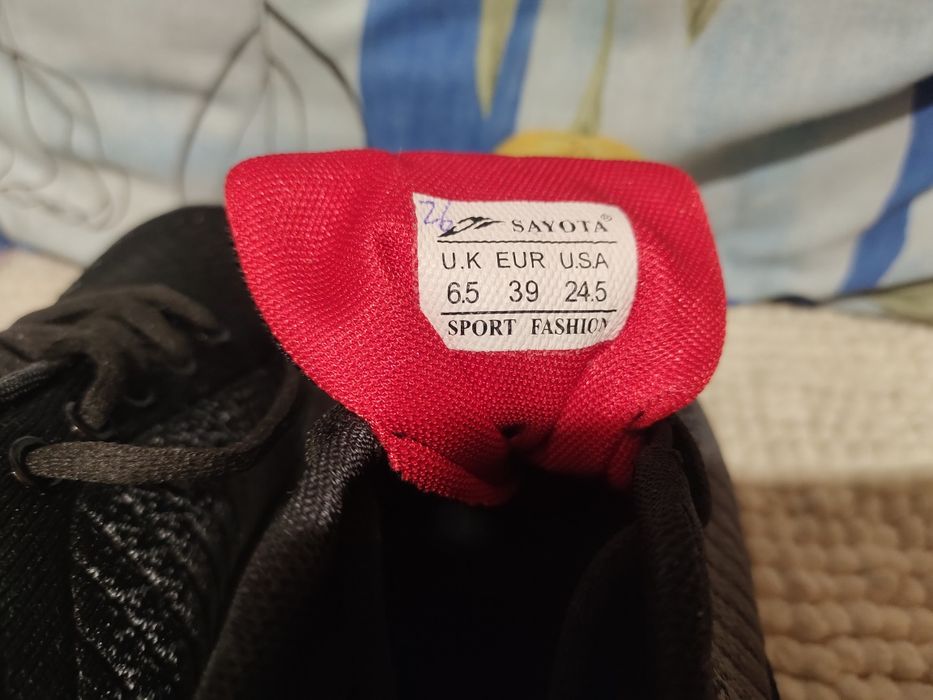 26 SAYOTA®
U.K EUR U.S.A
6.5 39 24.5
SPORT FASHION